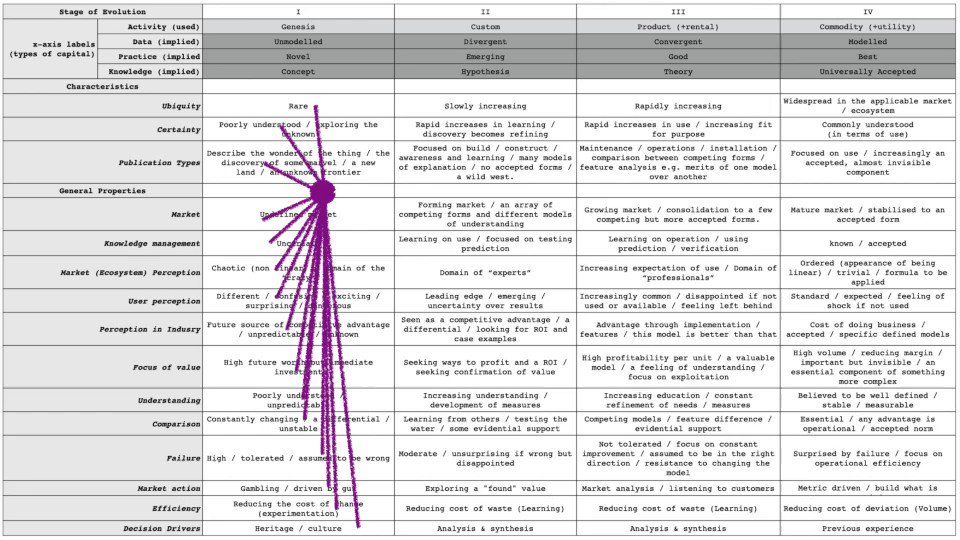 Stage of Evolution
I
II
III
IV
x-axis labels
(types of capital)
Activity (used)
Genesis
Custom
Product (+rental)
Commodity (+utility)
Data (implied)
Unmodelled
Divergent
Convergent
Modelled
Practice (implied
Novel
Emerging
Good
Best
Knowledge (implied)
Concept
Hypothesis
Theory
Universally Accepted
Characteristics
Ubiquity
Rare
Slowly increasing
Rapidly increasing
Widespread in the applicable market
/ ecosystem
Certainty
Poorly understood / exploring the
unknown
Rapid increases in learning /
discovery becomes refining
Rapid increases in use / increasing fit
for purpose
Commonly understood
(in terms of use)
Publication Types
Describe the wonder of the thing / the
discovery of some marvel / a new
land / an unknown frontier
Focused on build / construct /
awareness and learning / many models
of explanation / no accepted forms /
a wild west.
Maintenance / operations / installation
/ comparison between competing forms /
feature analysis e.g. merits of one model
over another
Focused on use / increasingly an
accepted, almost invisible
component
General Properties
Market
Undefined market
Forming market / an array of
competing forms and different models
of understanding
Growing market / consolidation to a few
competing but more accepted forms.
Mature market / stabilised to an
accepted form
Knowledge management
Uncertain
Learning on use / focused on testing
prediction
Learning on operation / using
prediction / verification
known / accepted
Market (Ecosystem) Perception
Chaotic (non linear) / domain of the
"crazy"
Domain of “experts”
Increasing expectation of use / Domain of
“professionals”
Ordered (appearance of being
linear) / trivial / formula to be
applied
User perception
Different / confusing / exciting /
surprising / dangerous
Leading edge / emerging /
uncertainty over results
Increasingly common / disappointed if not
used or available / feeling left behind
Standard / expected / feeling of
shock if not used
Perception in Indusry
Future source of competitive advantage
/ unpredictable / unknown
Seen as a competitive advantage / a
differential / looking for ROI and
case examples
Advantage through implementation /
features / this model is better than that
Cost of doing business /
accepted / specific defined models
Focus of value
High future worth but immediate
investment
Seeking ways to profit and a ROI /
seeking confirmation of value
High profitability per unit / a valuable
model / a feeling of understanding /
focus on exploitation
High volume / reducing margin /
important but invisible / an
essential component of something
more complex
Understanding
Poorly understood /
unpredictable
Increasing understanding /
development of measures
Increasing education / constant
refinement of needs / measures
Believed to be well defined /
stable / measurable
Comparison
Constantly changing / a differential /
unstable
Learning from others / testing the
water / some evidential support
Competing models / feature difference /
evidential support
Essential / any advantage is
operational / accepted norm
Failure
High / tolerated / assumed to be wrong
Moderate / unsurprising if wrong but
disappointed
Not tolerated / focus on constant
improvement / assumed to be in the right
direction / resistance to changing the
model
Surprised by failure / focus on
operational efficiency
Market action
Gambling / driven by gut
Exploring a "found" value
Market analysis / listening to customers
Metric driven / build what is
Efficiency
Reducing the cost of change
(experimentation)
Reducing cost of waste (Learning)
Reducing cost of waste (Learning)
Reducing cost of deviation (Volume)
Decision Drivers
Heritage / culture
Analysis & synthesis
Analysis & synthesis
Previous experience